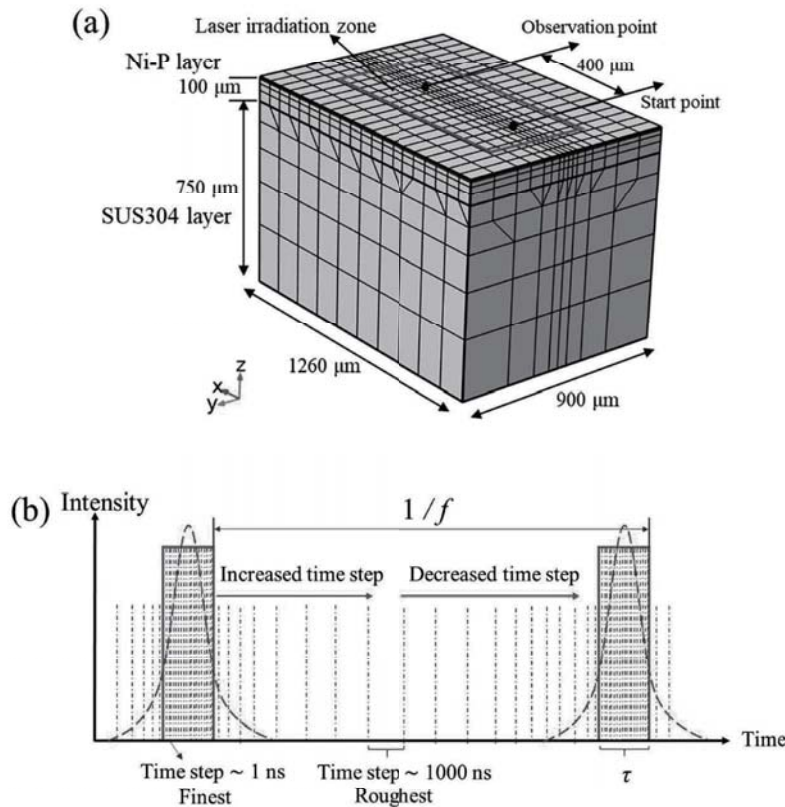 (a)
Laser irradiation zone
Observation point
400 μm
Ni-P layer
100 μm
Start point
750 μm
SUS304 layer
1260 μm
900 μm
z
x
y
(b)
Intensity
1 / f
Increased time step
Decreased time step
Time
Time step ~ 1 ns
Finest
Time step ~ 1000 ns
Roughest
τ